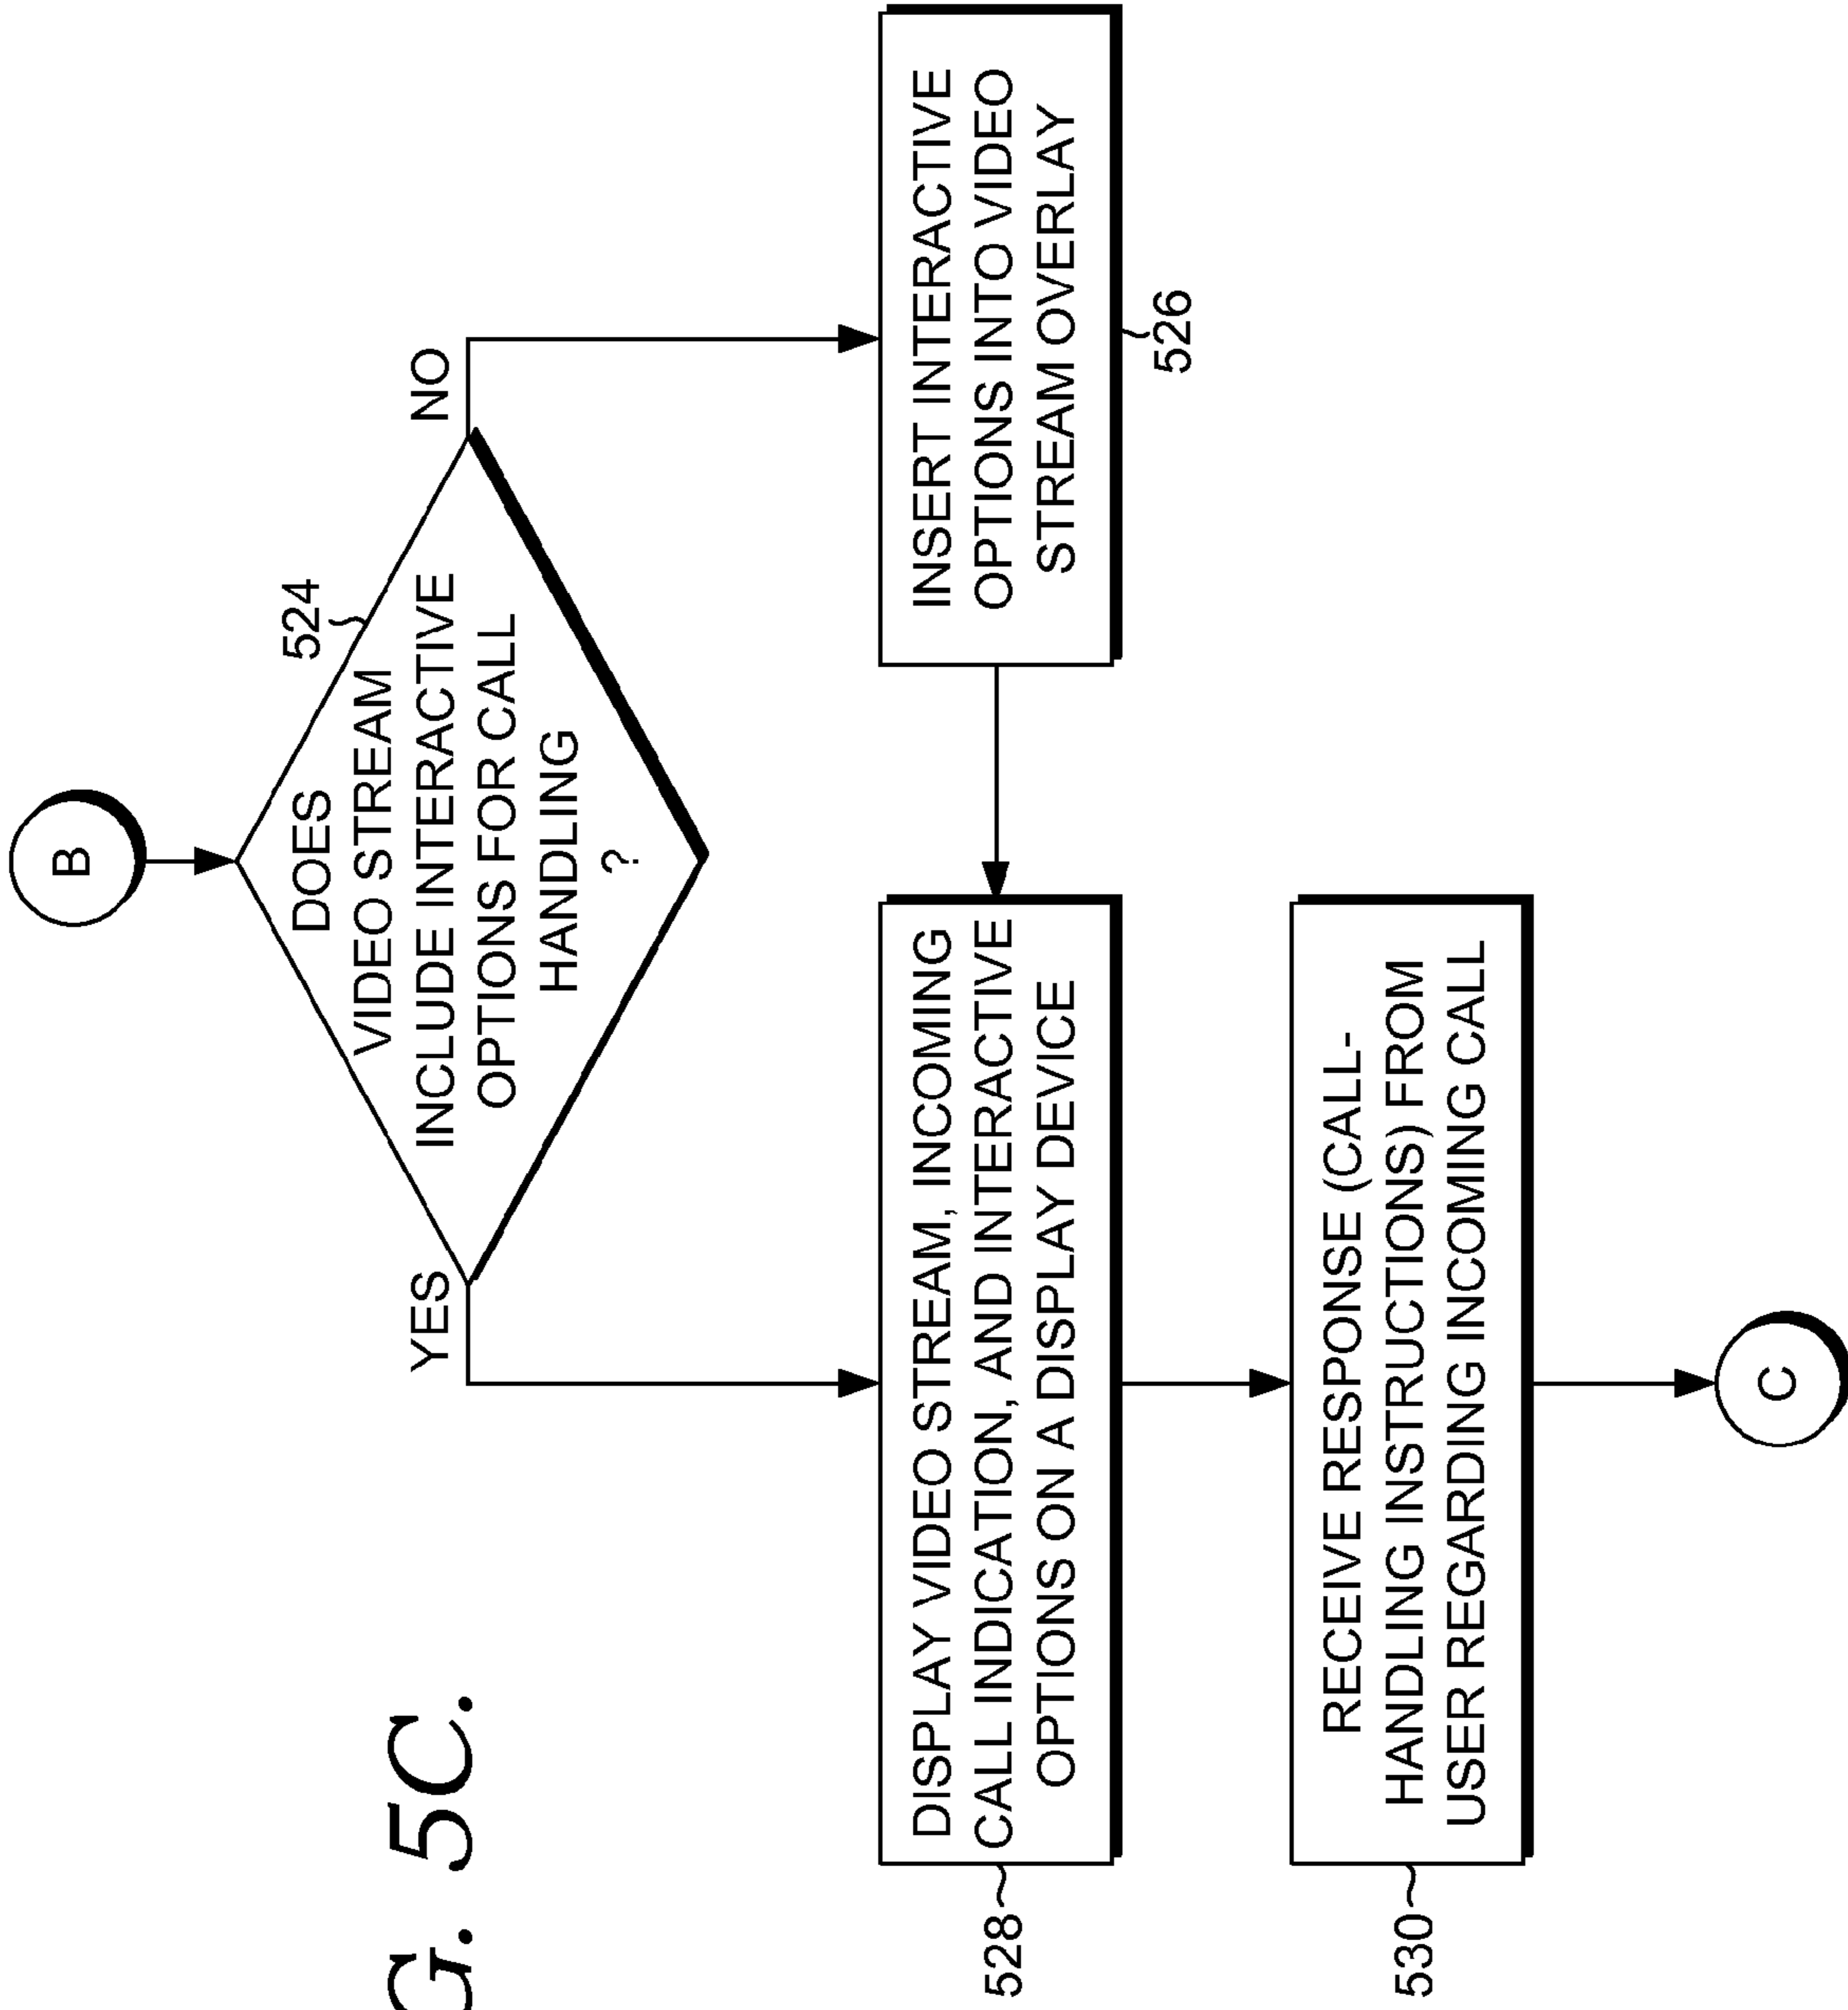 B
524
DOES
VIDEO STREAM
INCLUDE INTERACTIVE
OPTIONS FOR CALL
HANDLING
?
YES
NO
INSERT INTERACTIVE
OPTIONS INTO VIDEO
STREAM OVERLAY
526
DISPLAY VIDEO STREAM, INCOMING
CALL INDICATION, AND INTERACTIVE
OPTIONS ON A DISPLAY DEVICE
528
RECEIVE RESPONSE (CALL-
HANDLING INSTRUCTIONS) FROM
USER REGARDING INCOMING CALL
530
C
G. 5C.